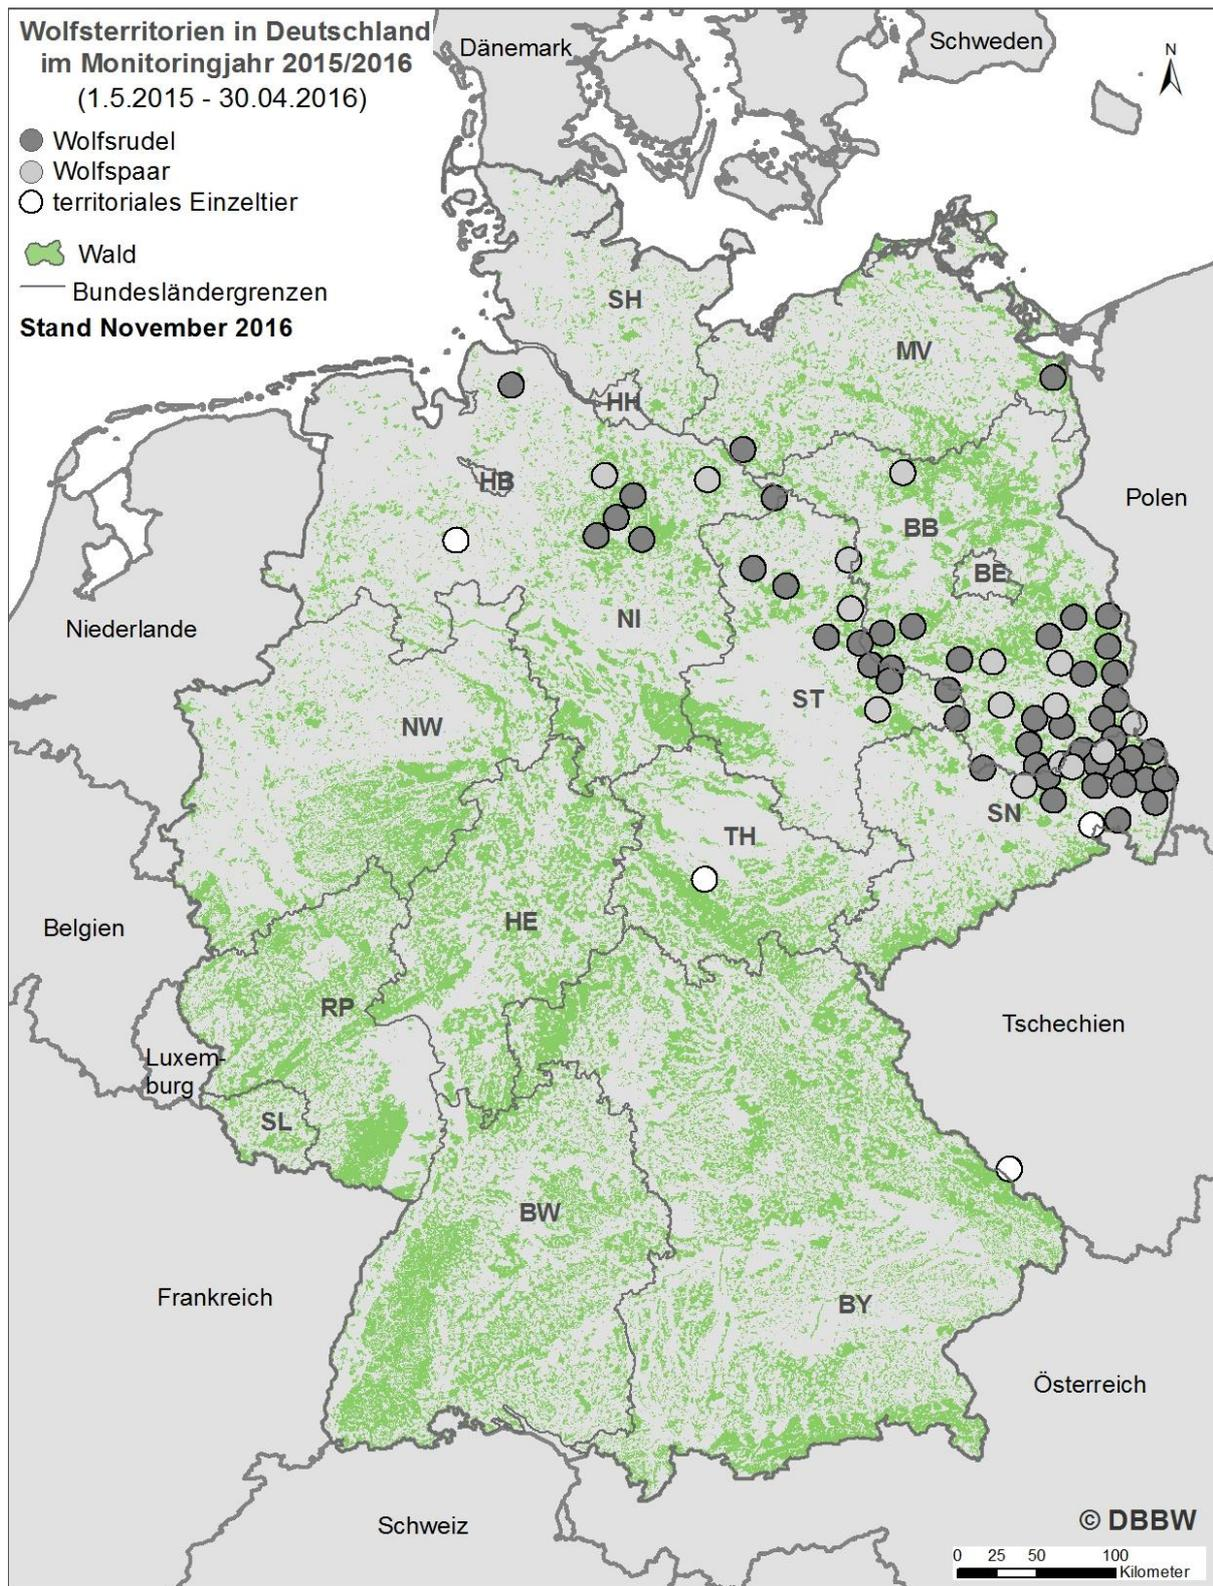 Wolfsterritorien in Deutschland
im Monitoringjahr 2015/2016
(1.5.2015 - 30.04.2016)
Wolfsrudel
Wolfspaar
territoriales Einzeltier
Wald
Bundesländergrenzen
Stand November 2016
Dänemark
Schweden
N
SH
MV
HH
HB
Polen
BB
BE
NI
Niederlande
ST
NW
SN
TH
HE
Belgien
RP
Tschechien
Luxem-
burg
SL
BW
Frankreich
BY
Österreich
Schweiz
© DBBW
0 25 50 100
Kilometer